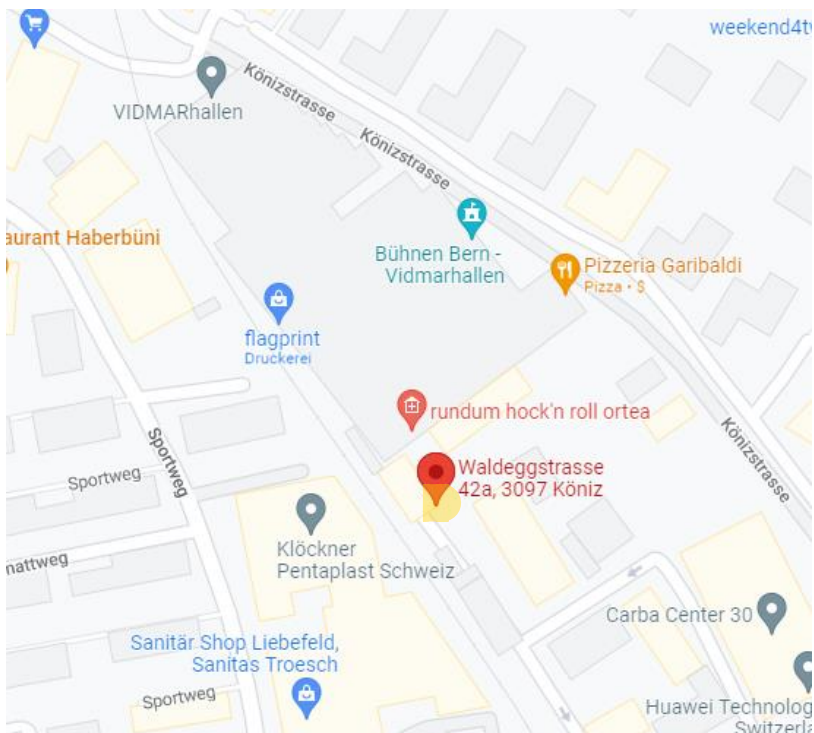 weekend4tw
VIDMARhallen
Könizstrasse
Könizstrasse
aurant Haberbüni
Bühnen Bern -
Vidmarhallen
Pizzeria Garibaldi
Pizza • $
flagprint
Druckerei
rundum hock'n roll ortea
Könizstrasse
Sportweg
Sportweg
Waldeggstrasse
42a, 3097 Köniz
Klöckner
Pentaplast Schweiz
nattweg
Carba Center 30
Sanitär Shop Liebefeld,
Sanitas Troesch
Sportweg
Huawei Technolog
Switzerla